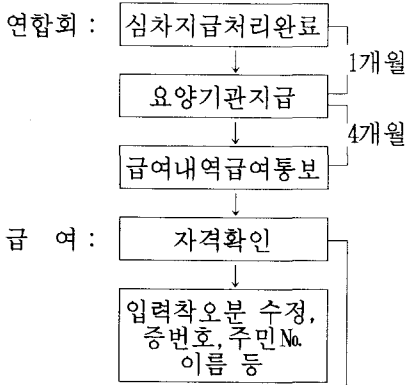 연합회 : 심차지급처리완료
1개월
요양기관지급
4개월
급여내역급여통보
급 여 : 자격확인
입력착오분 수정,
증번호, 주민№.
이름 등